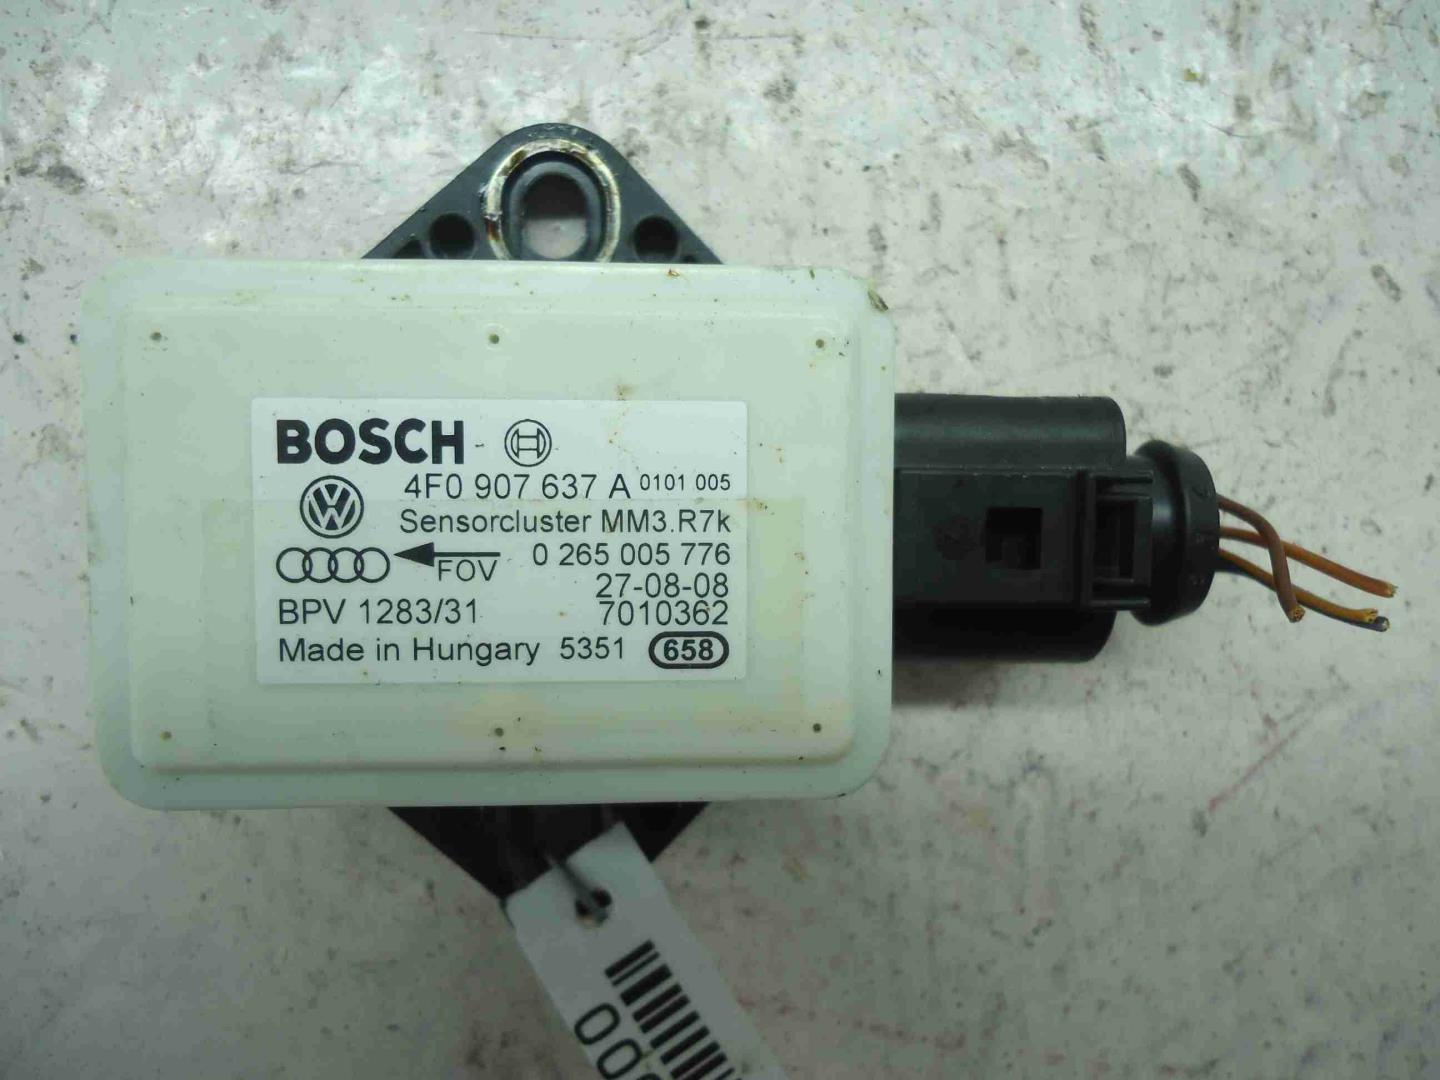 BOSCH
4F0 907 637 A 0101 005
Sensorcluster MM3.R7k
FOV 0 265 005 776
27-08-08
BPV 1283/31 7010362
Made in Hungary 5351 658